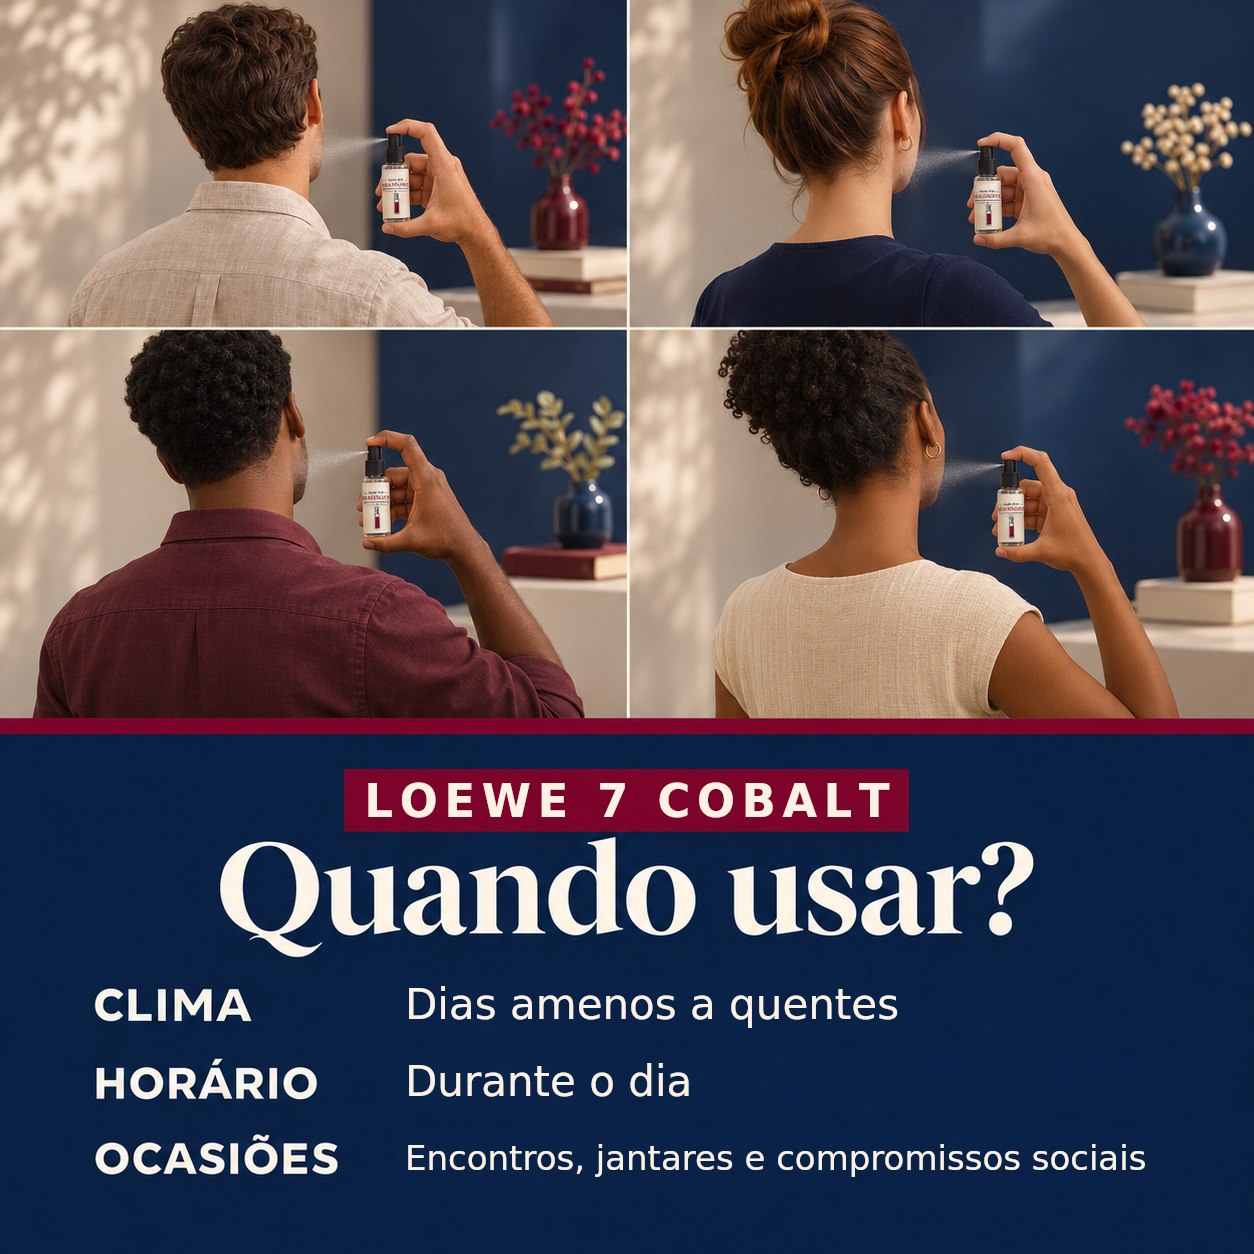 LOEWE 7 COBALT
Quando usar?
CLIMA Dias amenos a quentes
HORÁRIO Durante o dia
OCASIÕES Encontros, jantares e compromissos sociais